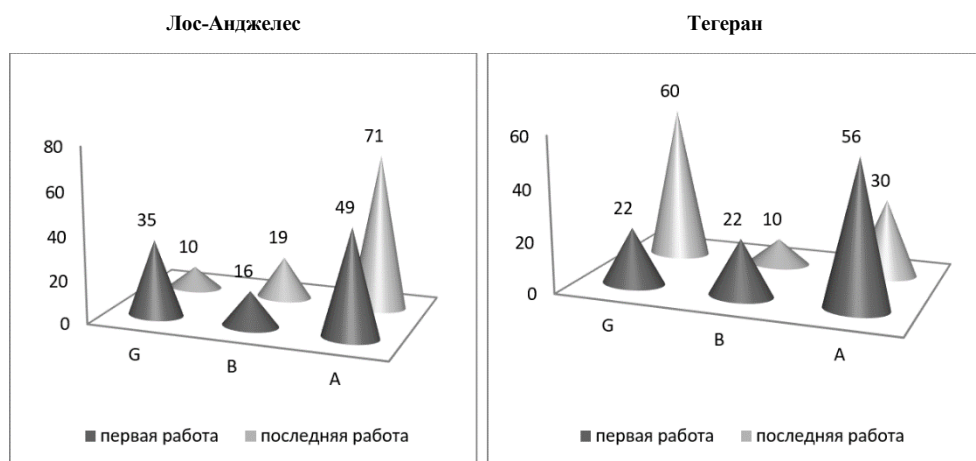 Лос-Анджелес
80
60
40
20
0
35
10
16
19
49
71
G
B
A
первая работа
последняя работа
Тегеран
60
40
20
0
22
60
22
10
56
30
G
B
A
первая работа
последняя работа